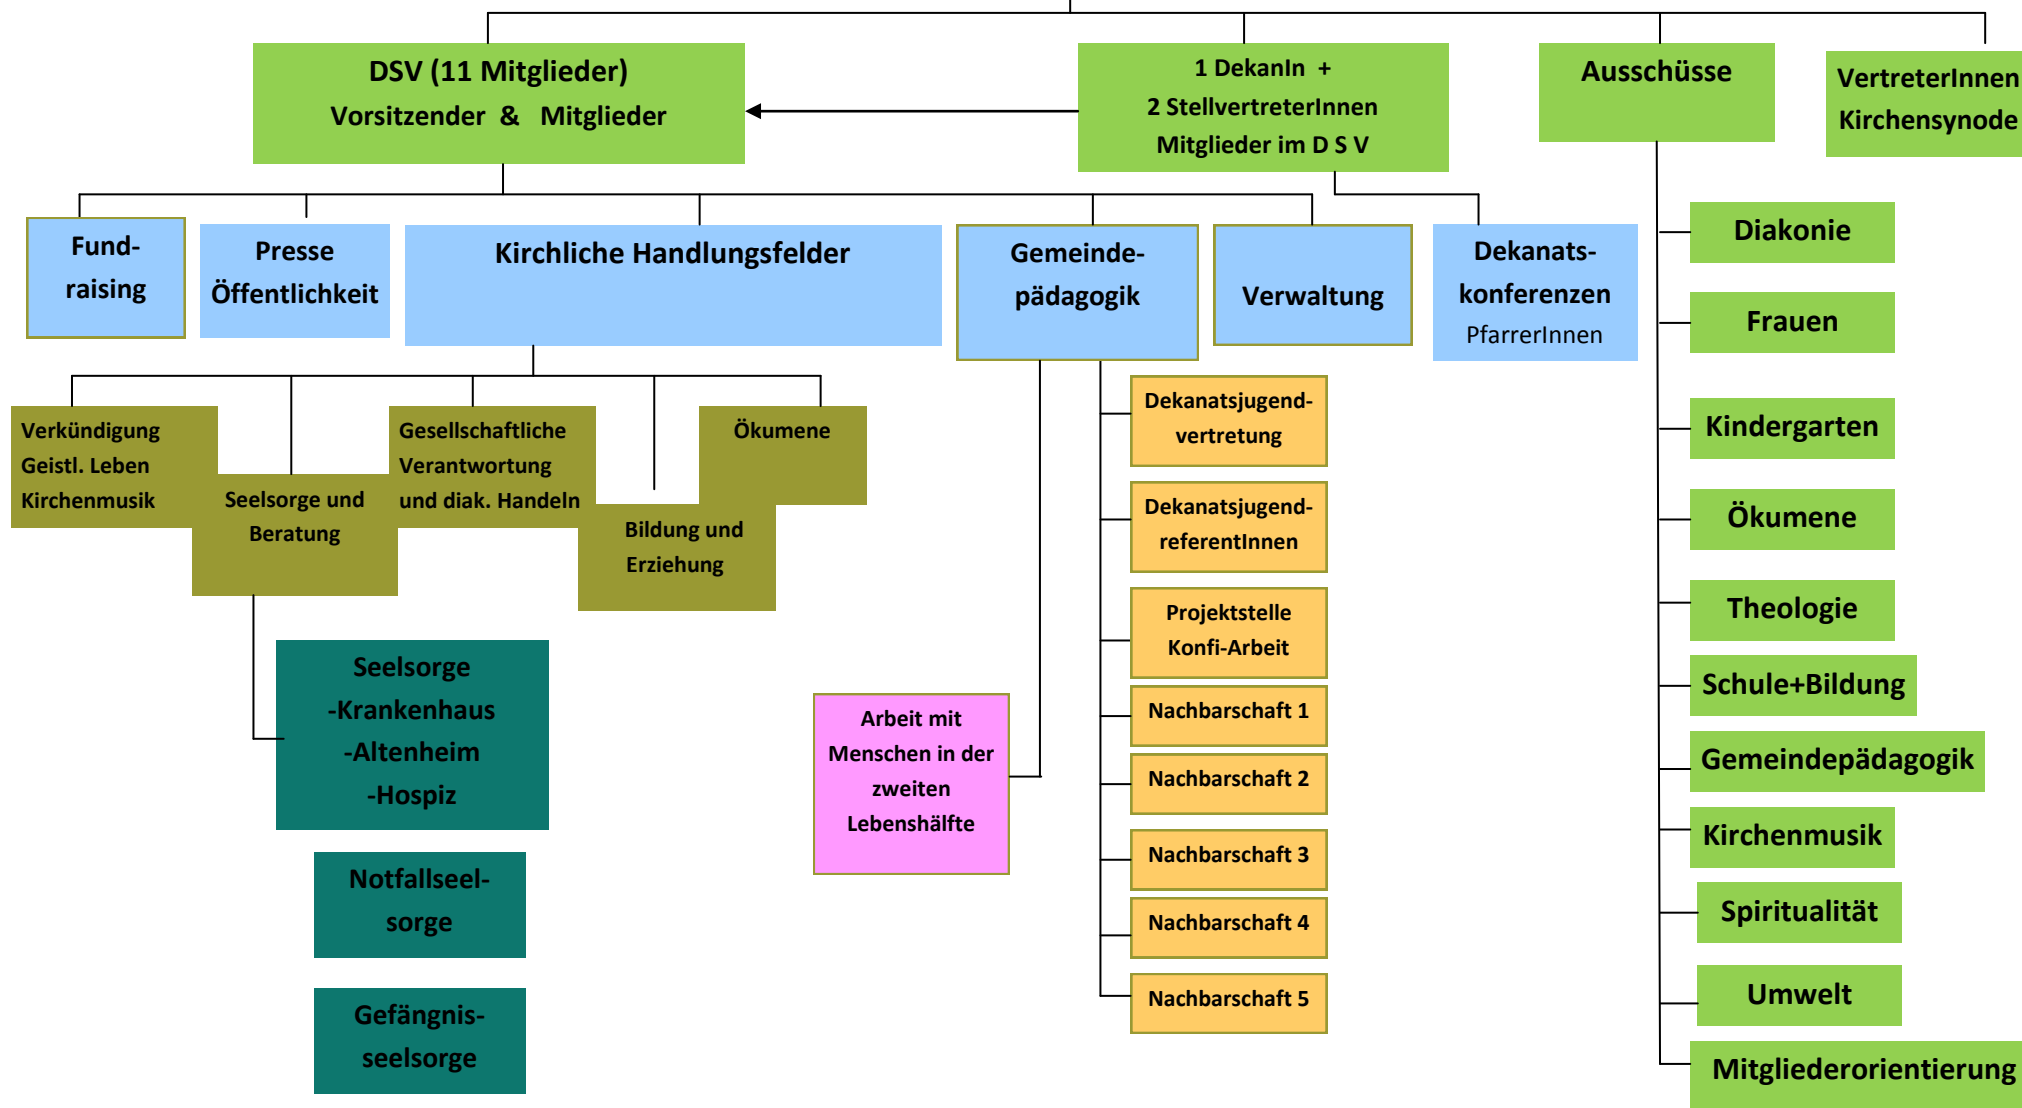 DSV (11 Mitglieder)
Vorsitzender & Mitglieder
1 DekanIn +
2 StellvertreterInnen
Mitglieder im D S V
Ausschüsse
VertreterInnen
Kirchensynode
Fund-
raising
Presse
Öffentlichkeit
Kirchliche Handlungsfelder
Gemeinde-
pädagogik
Verwaltung
Dekanats-
konferenzen
PfarrerInnen
Verkündigung
Geistl. Leben
Kirchenmusik
Seelsorge und
Beratung
Gesellschaftliche
Verantwortung
und diak. Handeln
Bildung und
Erziehung
Ökumene
Seelsorge
-Krankenhaus
-Altenheim
-Hospiz
Notfallseel-
sorge
Gefängnis-
seelsorge
Arbeit mit
Menschen in der
zweiten
Lebenshälfte
Dekanatsjugend-
vertretung
Dekanatsjugend-
referentInnen
Projektstelle
Konfi-Arbeit
Nachbarschaft 1
Nachbarschaft 2
Nachbarschaft 3
Nachbarschaft 4
Nachbarschaft 5
Diakonie
Frauen
Kindergarten
Ökumene
Theologie
Schule+Bildung
Gemeindepädagogik
Kirchenmusik
Spiritualität
Umwelt
Mitgliederorientierung